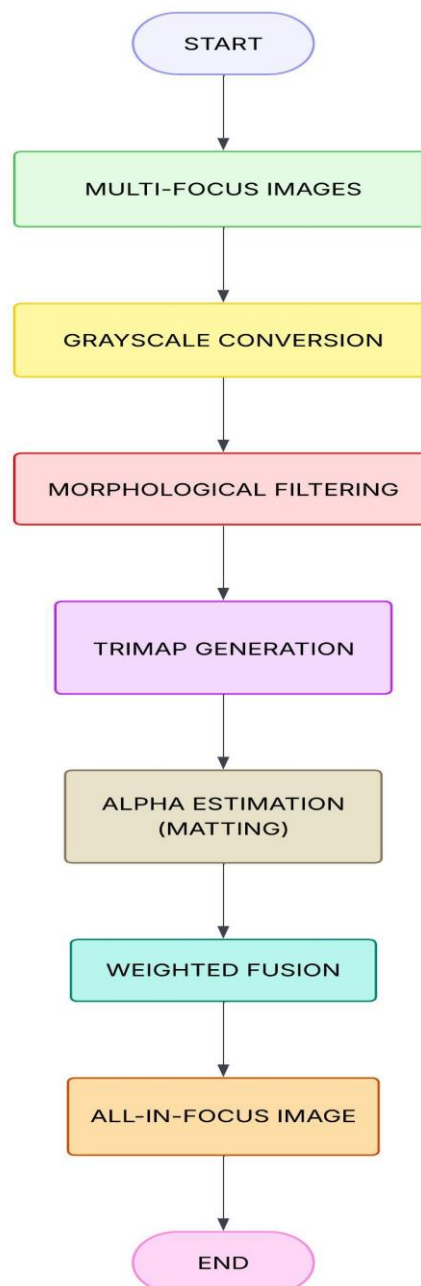 START
MULTI-FOCUS IMAGES
GRAYSCALE CONVERSION
MORPHOLOGICAL FILTERING
TRIMAP GENERATION
ALPHA ESTIMATION
(MATTING)
WEIGHTED FUSION
ALL-IN-FOCUS IMAGE
END